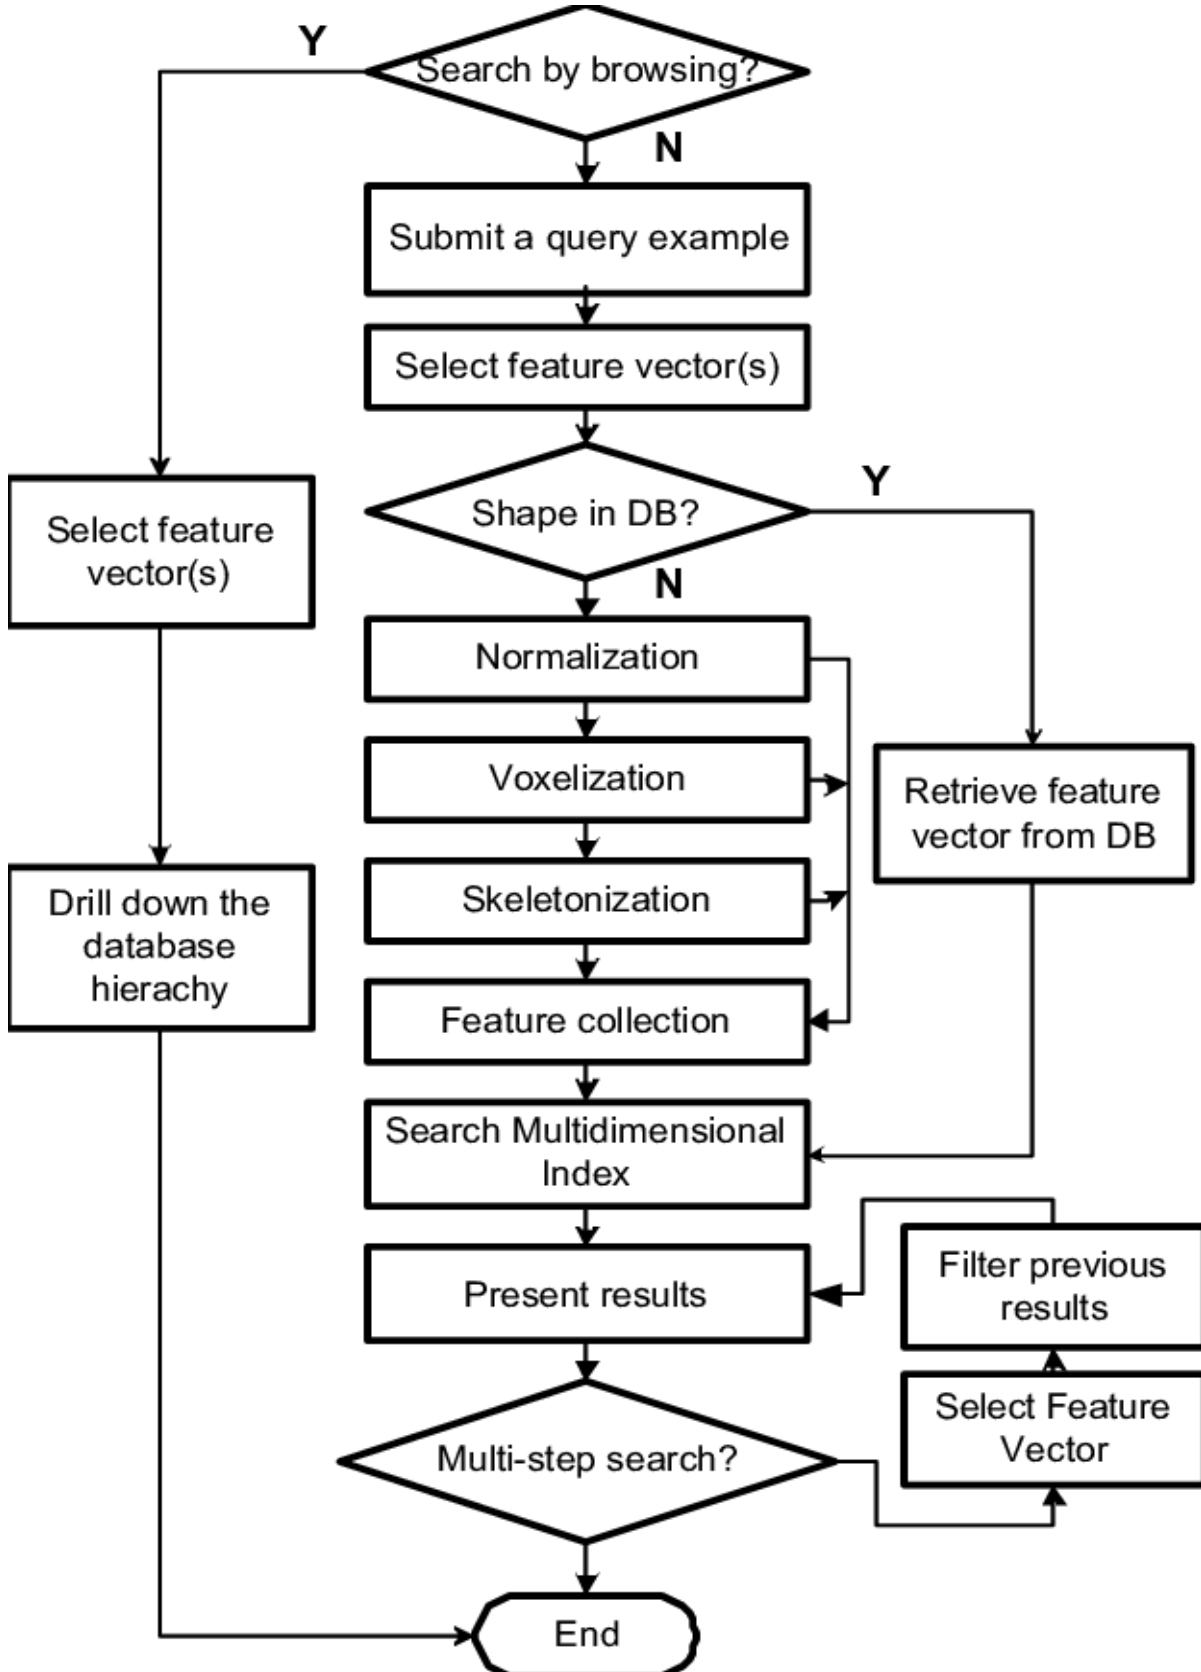 Y
Search by browsing?
N
Submit a query example
Select feature vector(s)
Shape in DB?
Y
N
Select feature
vector(s)
Normalization
Voxelization
Retrieve feature
vector from DB
Skeletonization
Drill down the
database
hierachy
Feature collection
Search Multidimensional
Index
Present results
Filter previous
results
Select Feature
Vector
Multi-step search?
End